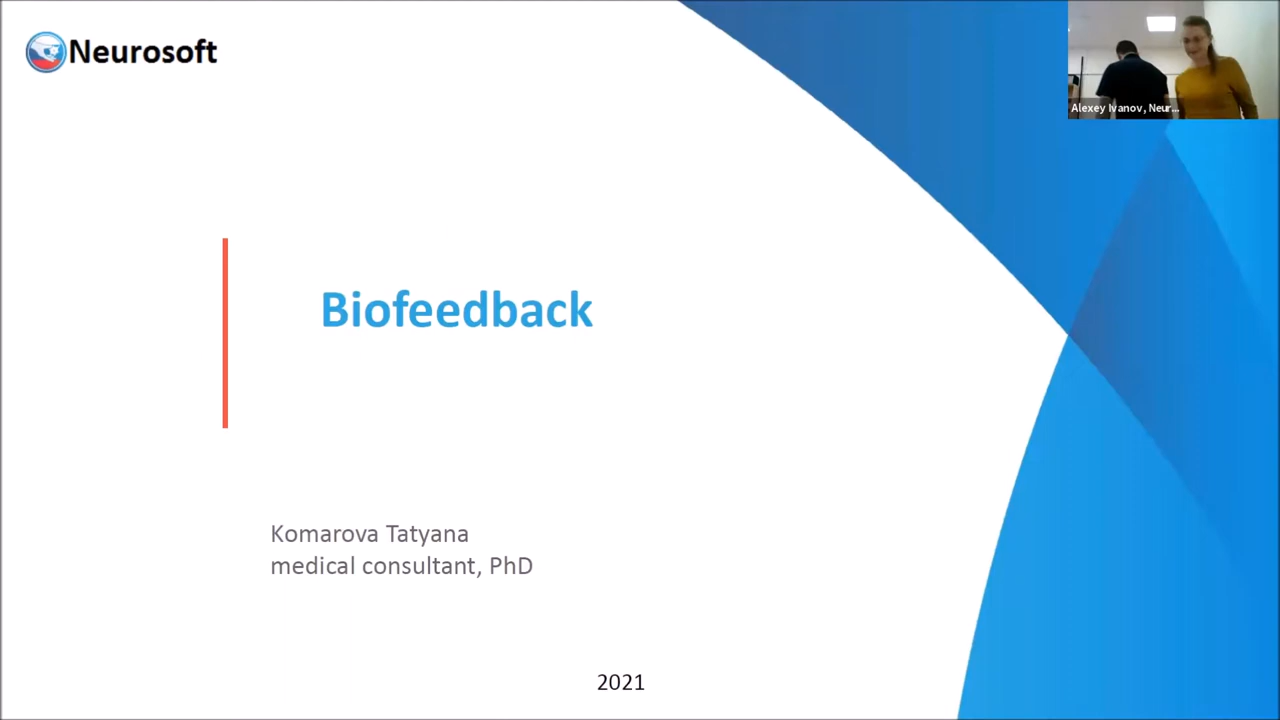 Neurosoft
Alexey Ivanov, Neur...
Biofeedback
Komarova Tatyana
medical consultant, PhD
2021